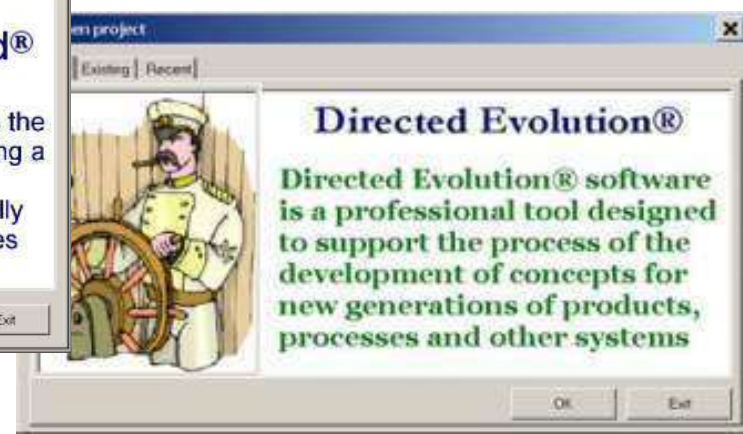 d®
the
ng a
lly
es
Exit
en project
Existing
Recent
Directed Evolution®
Directed Evolution® software
is a professional tool designed
to support the process of the
development of concepts for
new generations of products,
processes and other systems
OK
Exit